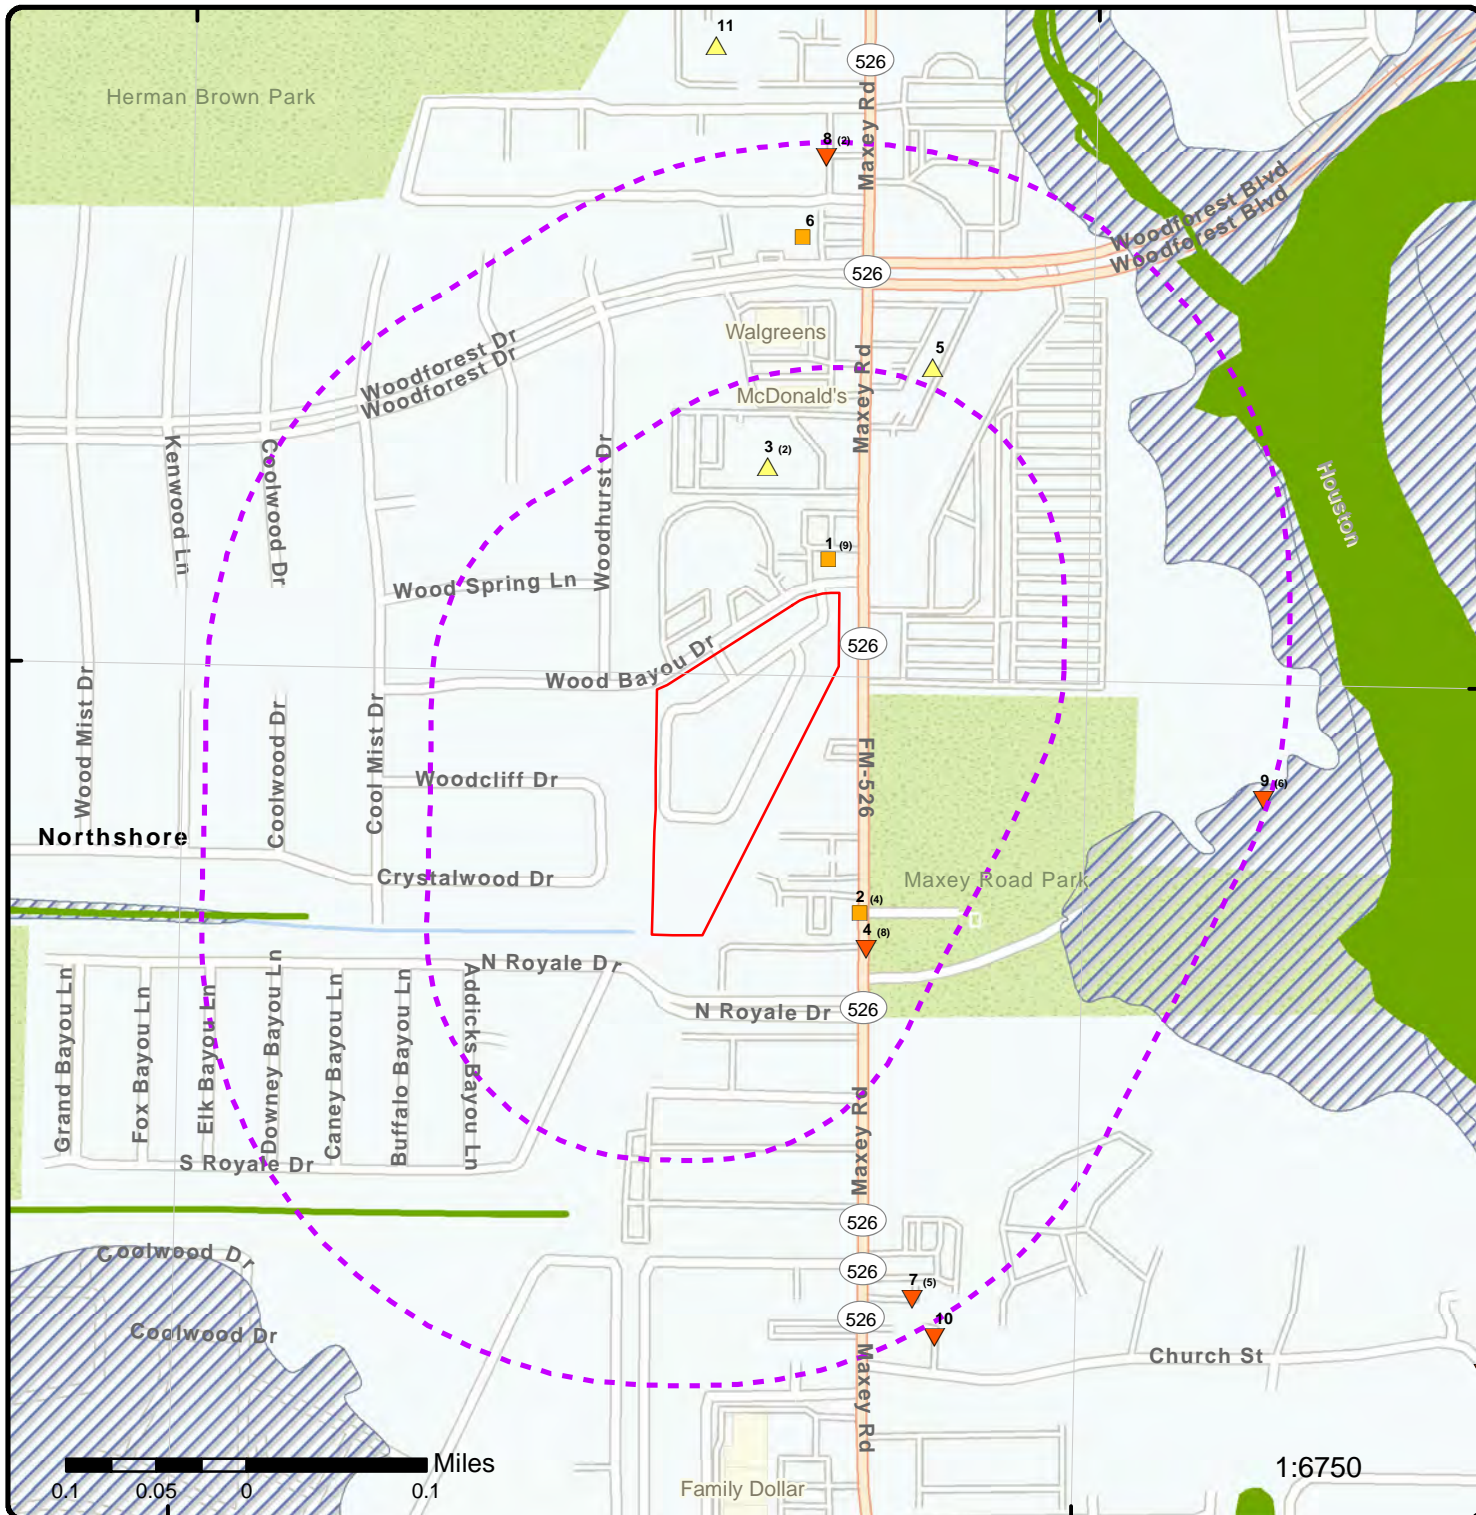 11
526
Herman Brown Park
Maxey Rd
8 (2)
Woodforest Blvd
Woodforest Blvd
6
526
Walgreens
5
Woodforest Dr
Woodforest Dr
McDonald's
Maxey Rd
Kenwood Ln
Coolwood Dr
Woodhurst Dr
3 (2)
Houston
1 (9)
Wood Spring Ln
526
Wood Bayou Dr
Wood Mist Dr
Coolwood Dr
Cool Mist Dr
Woodcliff Dr
FM-526
9 (6)
Northshore
Crystalwood Dr
Maxey Road Park
2 (4)
4 (8)
N Royale Dr
N Royale Dr
526
Grand Bayou Ln
Fox Bayou Ln
Elk Bayou Ln
Downey Bayou Ln
Caney Bayou Ln
Buffalo Bayou Ln
Addicks Bayou Ln
Maxey Rd
S Royale Dr
526
Coolwood Dr
526
7 (5)
526
10
Coolwood Dr
Church St
Maxey Rd
Miles
0.1 0.05 0 0.1
Family Dollar
1:6750